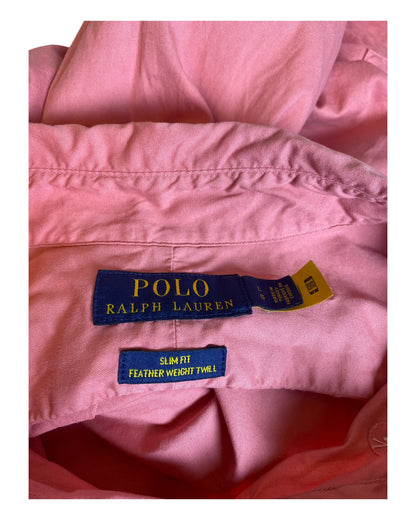 POLO
RALPH LAUREN
SLIM FIT
FEATHER WEIGHT TWILL